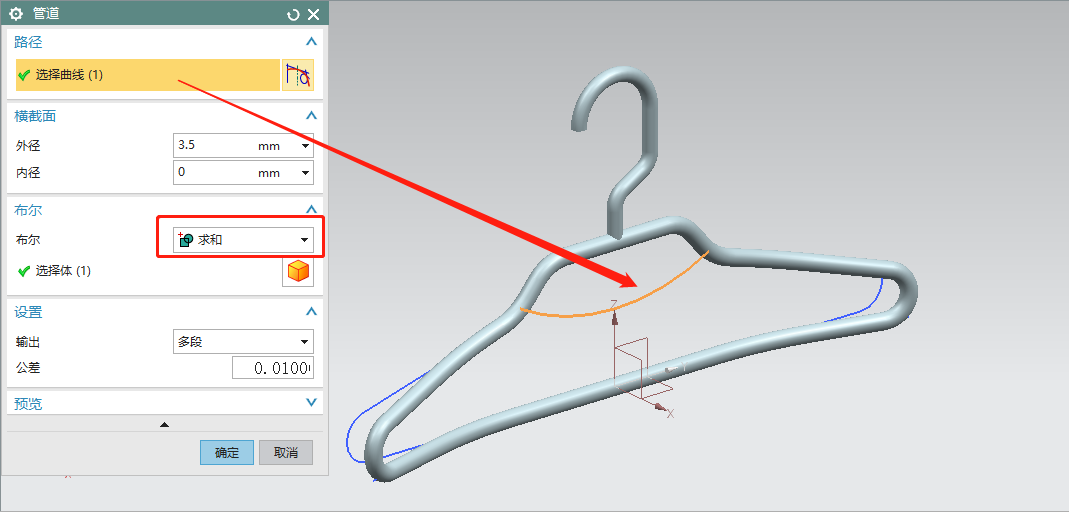 管道
路径
选择曲线 (1)
横截面
外径
3.5 mm
内径
0 mm
布尔
布尔
求和
选择体 (1)
设置
输出
多段
公差
0.0100
预览
确定
取消
Z
X